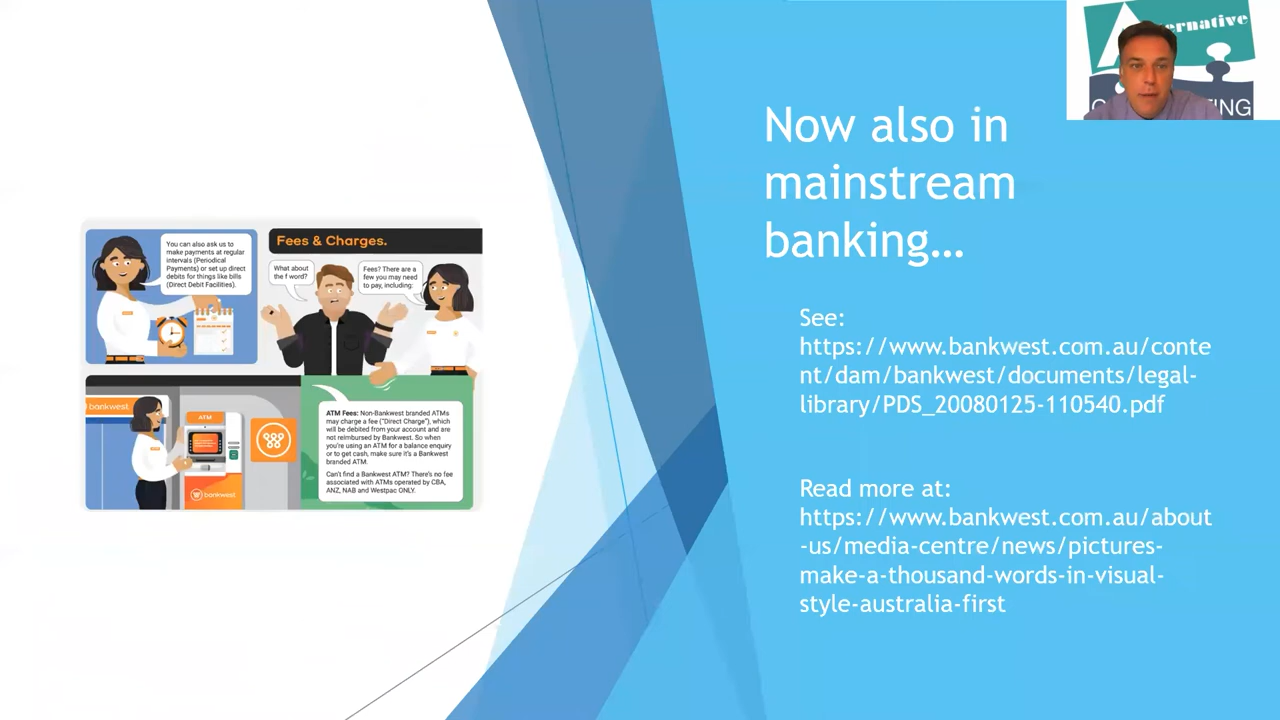 ternative
C
TING
Now also in
mainstream
banking…
See:
https://www.bankwest.com.au/conte
nt/dam/bankwest/documents/legal-
library/PDS_20080125-110540.pdf
Read more at:
https://www.bankwest.com.au/about
-us/media-centre/news/pictures-
make-a-thousand-words-in-visual-
style-australia-first
You can also ask us to
make payments at regular
intervals (Periodical
Payments) or set up direct
debits for things like bills
(Direct Debit Facilities).
Fees & Charges.
What about
the f word?
Fees? There are a
few you may need
to pay, including:
bankwest
ATM
bankwest
ATM Fees: Non-Bankwest branded ATMs
may charge a fee ("Direct Charge"), which
will be debited from your account and are
not reimbursed by Bankwest. So when
you're using an ATM for a balance enquiry
or to get cash, make sure it's a Bankwest
branded ATM.
Can't find a Bankwest ATM? There's no fee
associated with ATMs operated by CBA,
ANZ, NAB and Westpac ONLY.